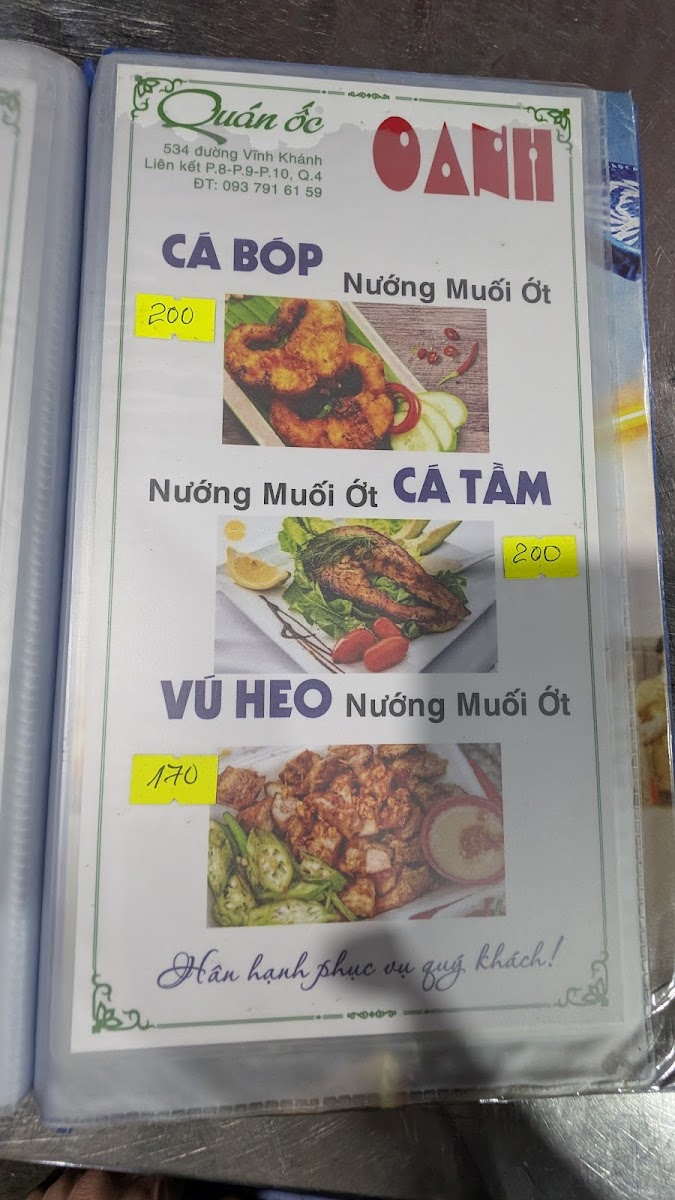 Quán ốc
OANH
534 đường Vĩnh Khánh
Liên kết P.8-P.9-P.10, Q.4
ĐT: 093 791 61 59
CÁ BÓP Nướng Muối Ớt
200
Nướng Muối Ớt CÁ TẦM
200
VÚ HEO Nướng Muối Ớt
170
Hân hạnh phục vụ quý khách!